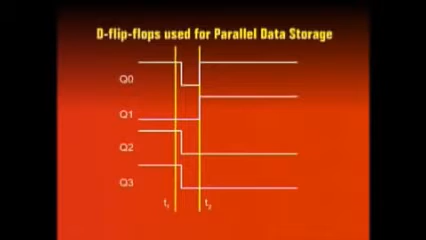 D-flip-flops used for Parallel Data Storage
Q0
Q1
Q2
Q3
t₁ t₂